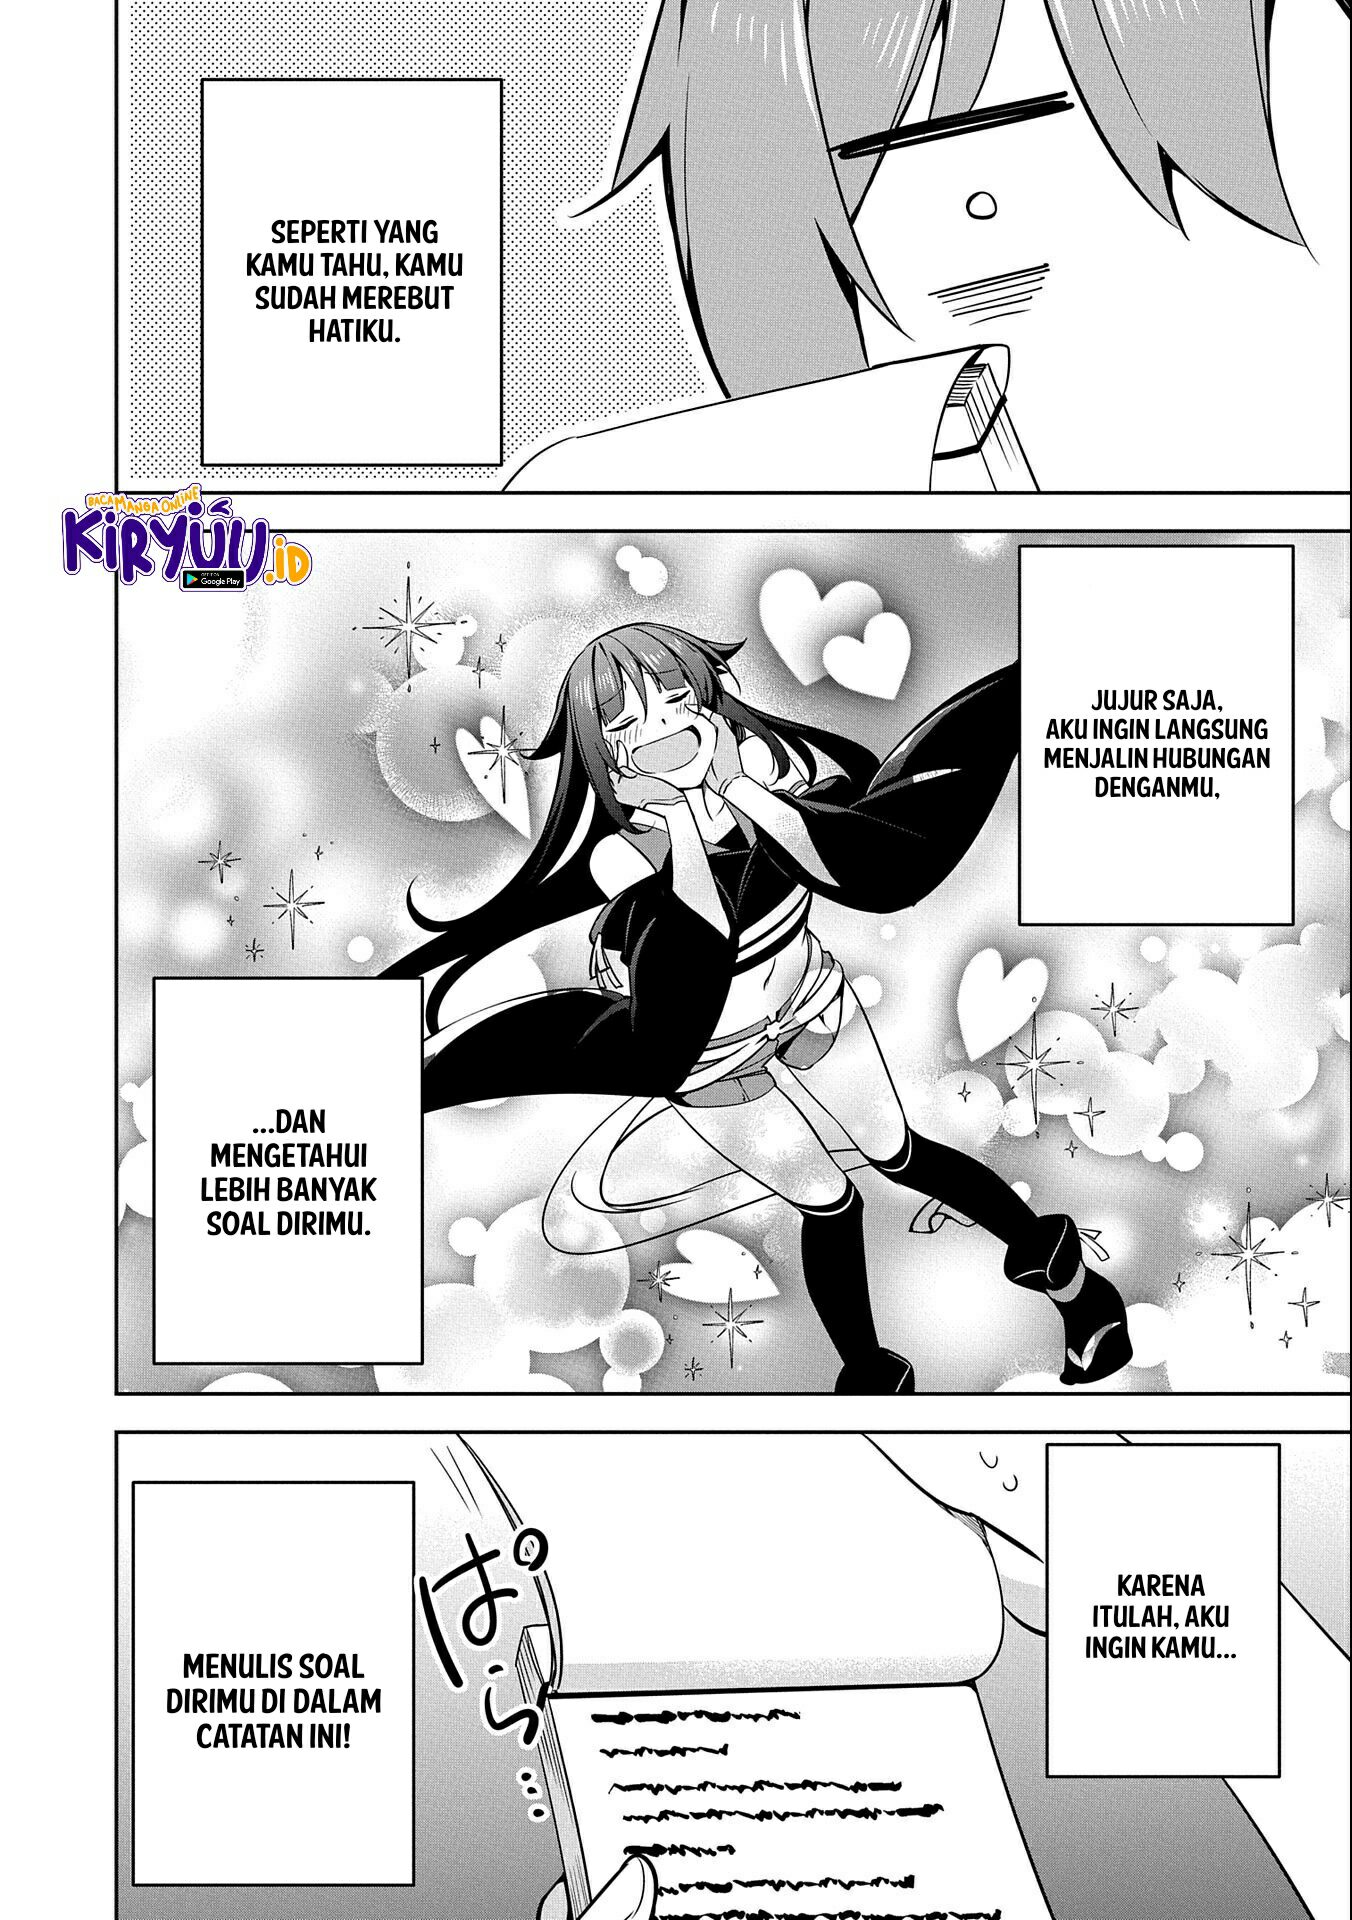 SEPERTI YANG
KAMU TAHU, KAMU
SUDAH MEREBUT
HATIKU.
BACA MANGA ONLINE
KIRYUU.ID
Google Play
JUJUR SAJA,
AKU INGIN LANGSUNG
MENJALIN HUBUNGAN
DENGANMU,
...DAN
MENGETAHUI
LEBIH BANYAK
SOAL DIRIMU.
KARENA
ITULAH, AKU
INGIN KAMU...
ぱら…
MENULIS SOAL
DIRIMU DI DALAM
CATATAN INI!